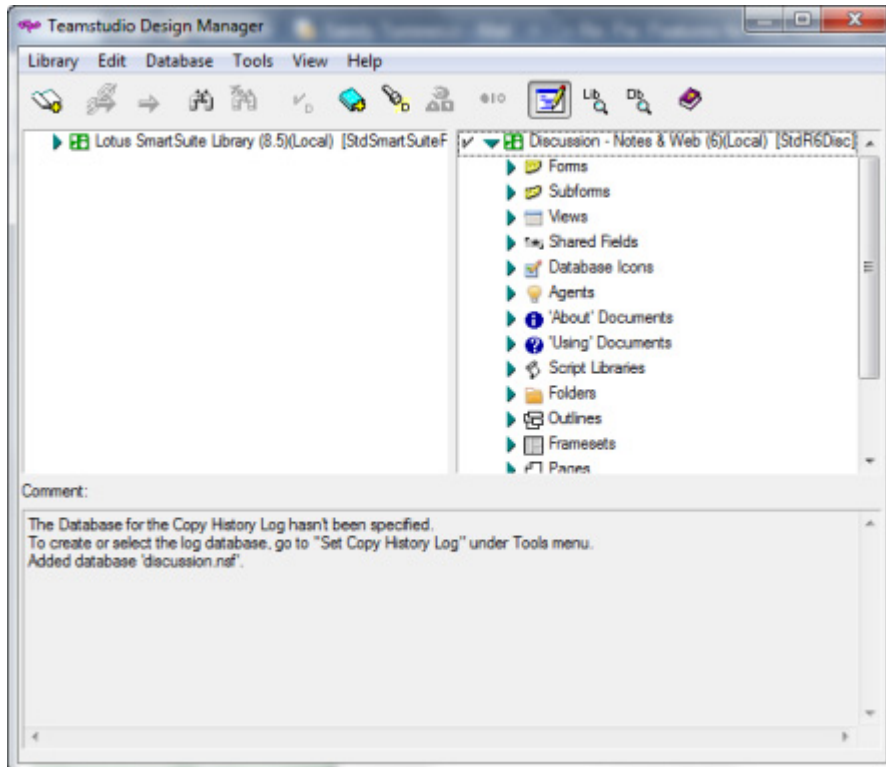 Teamstudio Design Manager
Library Edit Database Tools View Help
Lib Db
Lotus SmartSuite Library (8.5)(Local) [StdSmartSuiteF
Discussion - Notes & Web (6)(Local) [StdR6Disc]
Forms
Subforms
Views
Shared Fields
Database Icons
Agents
'About' Documents
'Using' Documents
Script Libraries
Folders
Outlines
Framesets
Pages
Comment:
The Database for the Copy History Log hasn't been specified.
To create or select the log database, go to "Set Copy History Log" under Tools menu.
Added database 'discussion.nsf'.